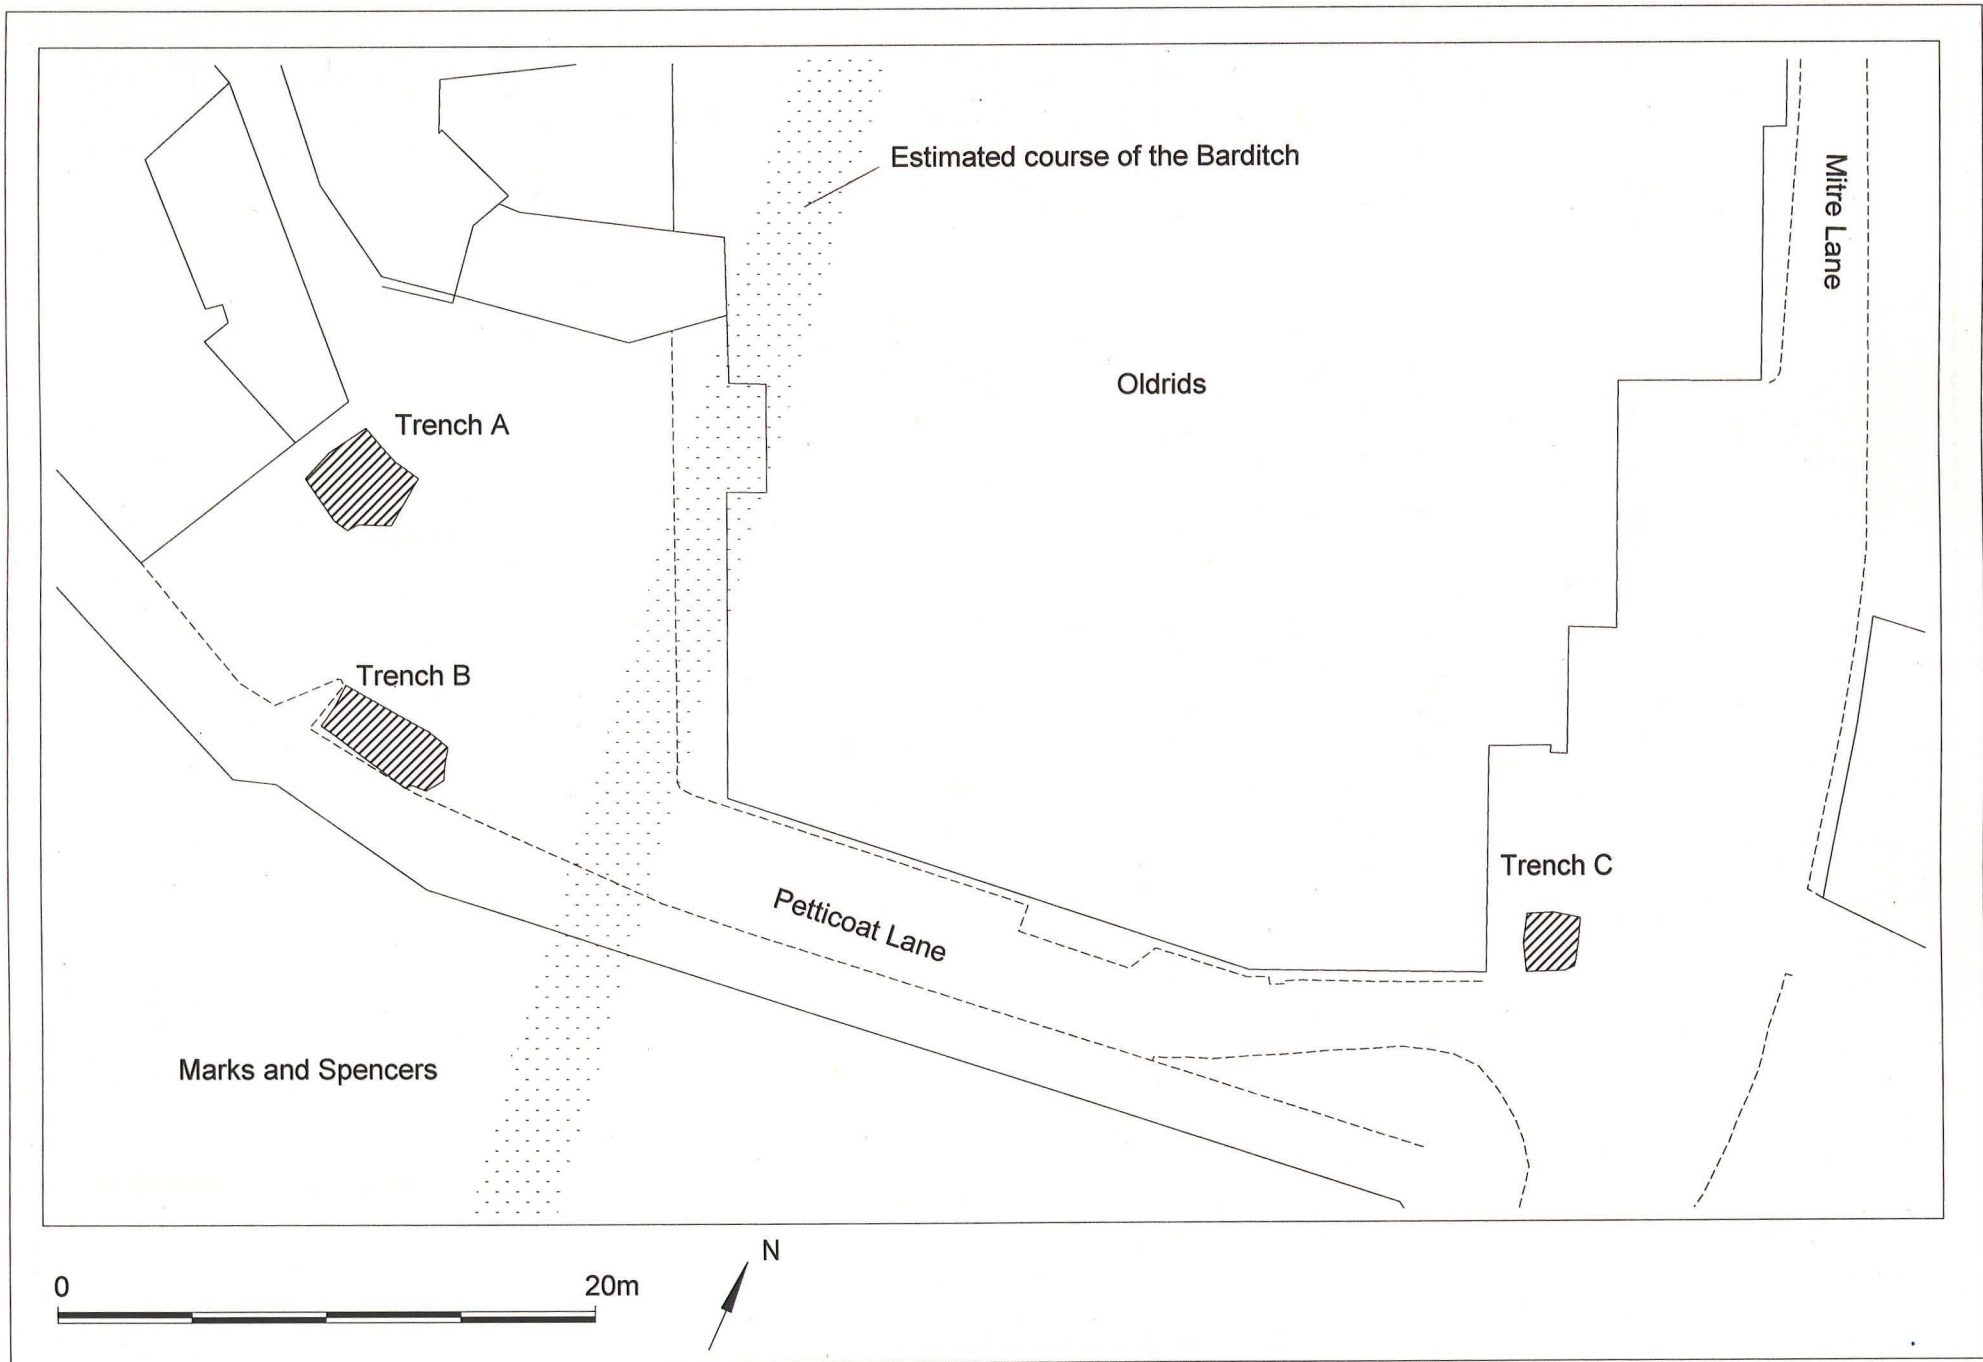 Estimated course of the Barditch
Mitre Lane
Oldrids
Trench A
Trench B
Trench C
Petticoat Lane
Marks and Spencers
N
0 20m